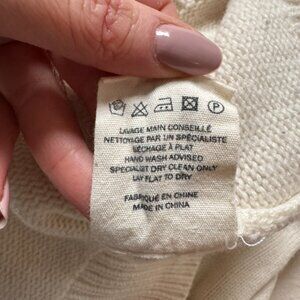 LAVAGE MAIN CONSEILLÉ
NETTOYAGE PAR UN SPÉCIALISTE
SÉCHAGE À PLAT
HAND WASH ADVISED
SPECIALIST DRY CLEAN ONLY
LAY FLAT TO DRY
FABRIQUÉ EN CHINE
MADE IN CHINA